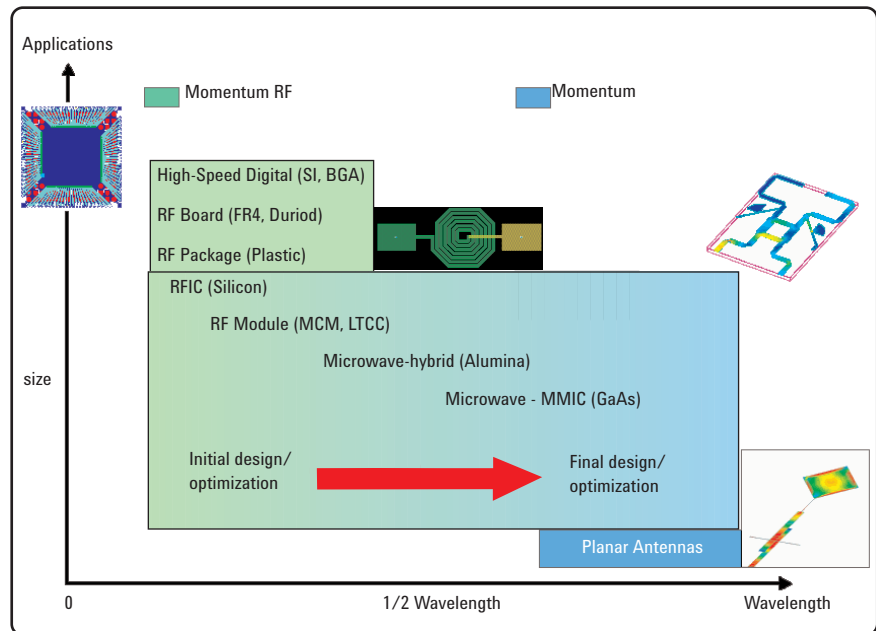 Applications
Momentum RF
Momentum
High-Speed Digital (SI, BGA)
RF Board (FR4, Duriod)
RF Package (Plastic)
RFIC (Silicon)
RF Module (MCM, LTCC)
Microwave-hybrid (Alumina)
size
Microwave - MMIC (GaAs)
Initial design/
optimization
Final design/
optimization
Planar Antennas
0
1/2 Wavelength
Wavelength